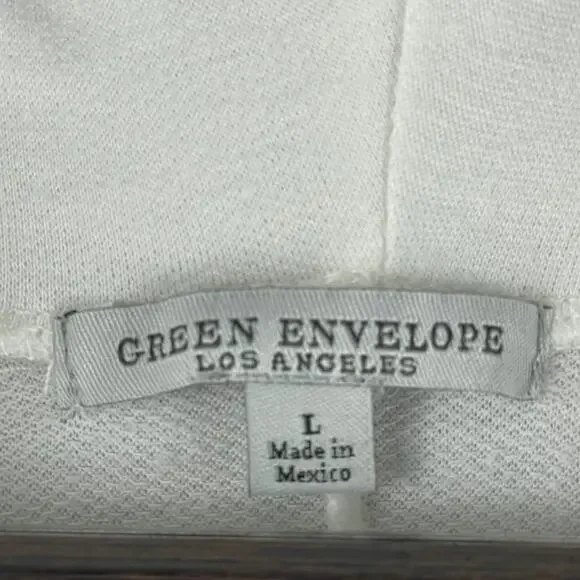 GREEN ENVELOPE
LOS ANGELES
L
Made in
Mexico